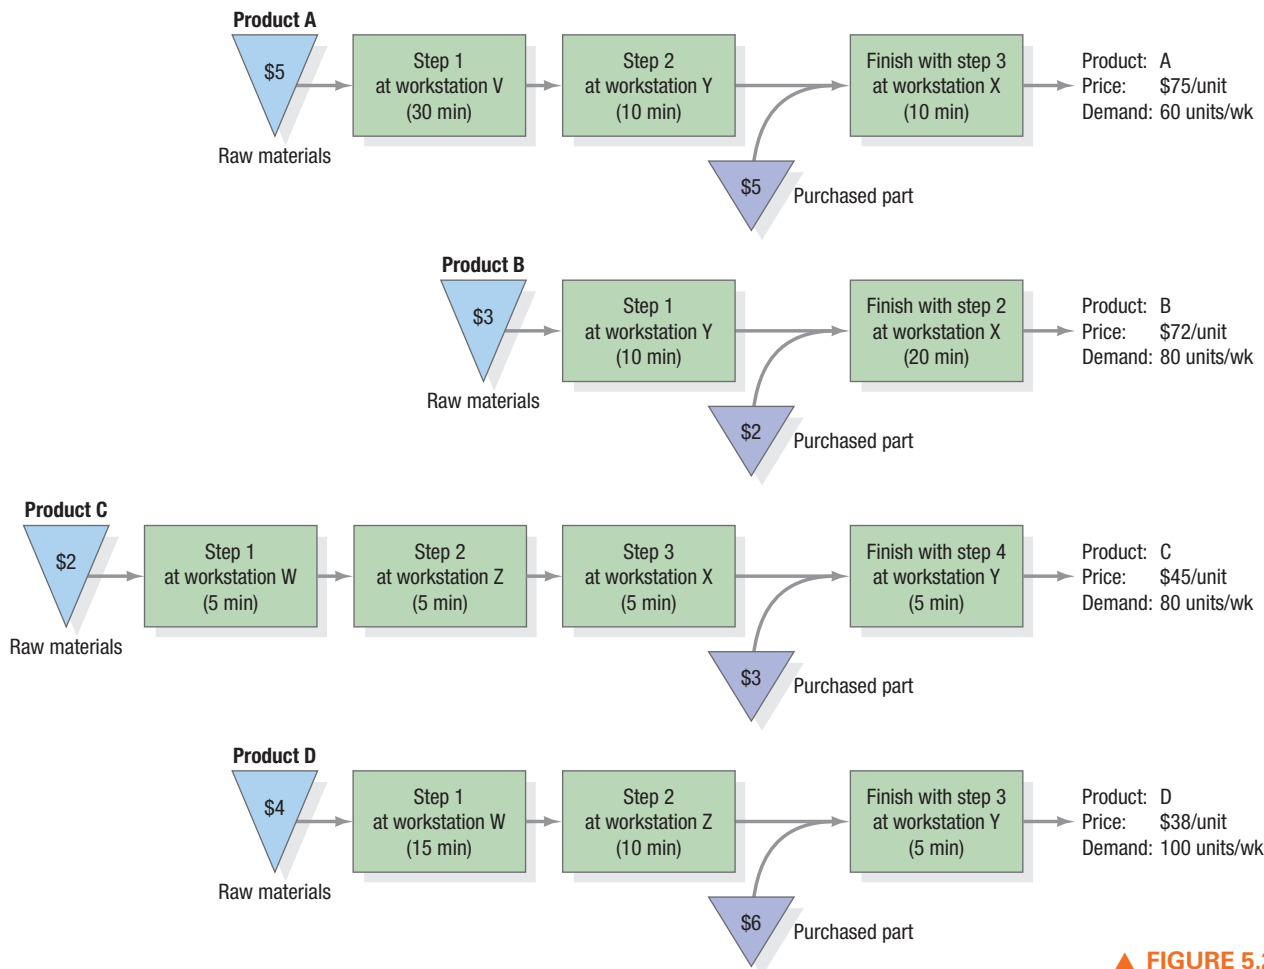 Product A
$5
Raw materials
Step 1
at workstation V
(30 min)
Step 2
at workstation Y
(10 min)
$5
Purchased part
Finish with step 3
at workstation X
(10 min)
Product: A
Price: $75/unit
Demand: 60 units/wk
Product B
$3
Raw materials
Step 1
at workstation Y
(10 min)
$2
Purchased part
Finish with step 2
at workstation X
(20 min)
Product: B
Price: $72/unit
Demand: 80 units/wk
Product C
$2
Raw materials
Step 1
at workstation W
(5 min)
Step 2
at workstation Z
(5 min)
Step 3
at workstation X
(5 min)
$3
Purchased part
Finish with step 4
at workstation Y
(5 min)
Product: C
Price: $45/unit
Demand: 80 units/wk
Product D
$4
Raw materials
Step 1
at workstation W
(15 min)
Step 2
at workstation Z
(10 min)
$6
Purchased part
Finish with step 3
at workstation Y
(5 min)
Product: D
Price: $38/unit
Demand: 100 units/wk
▲ FIGURE 5.2